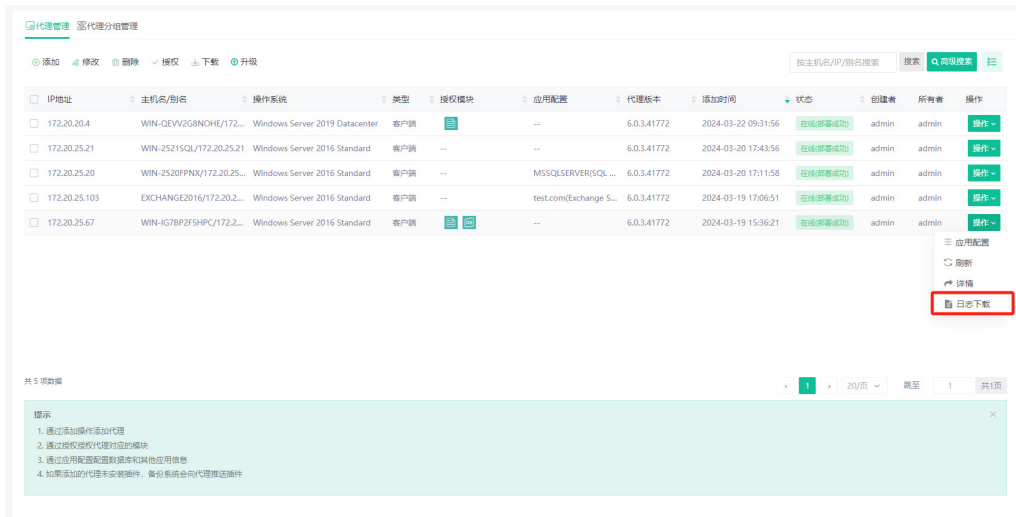 代理管理 代理分组管理
添加 修改 删除 授权 下载 升级 按主机名/IP/别名搜索 搜索 高级搜索
IP地址 主机名/别名 操作系统 类型 授权模块 应用配置 代理版本 添加时间 状态 创建者 所有者 操作
172.20.20.4 WIN-QEVV2G8NOHE/172... Windows Server 2019 Datacenter 客户端 -- 6.0.3.41772 2024-03-22 09:31:56 在线(部署成功) admin admin 操作
172.20.25.21 WIN-2521SQL/172.20.25.21 Windows Server 2016 Standard 客户端 -- -- 6.0.3.41772 2024-03-20 17:43:56 在线(部署成功) admin admin 操作
172.20.25.20 WIN-2520FPNX/172.20.25... Windows Server 2016 Standard 客户端 -- MSSQLSERVER(SQL ... 6.0.3.41772 2024-03-20 17:11:58 在线(部署成功) admin admin 操作
172.20.25.103 EXCHANGE2016/172.20.2... Windows Server 2016 Standard 客户端 -- test.com(Exchange S... 6.0.3.41772 2024-03-19 17:06:51 在线(部署成功) admin admin 操作
172.20.25.67 WIN-IG7BP2F5HPC/172.2... Windows Server 2016 Standard 客户端 -- 6.0.3.41772 2024-03-19 15:36:21 在线(部署成功) admin admin 操作
应用配置
刷新
详情
日志下载
共 5 项数据 1 20/页 跳至 1 共1页
提示
1. 通过添加操作添加代理
2. 通过授权授权代理对应的模块
3. 通过应用配置配置数据库和其他应用信息
4. 如果添加的代理未安装插件，备份系统会向代理推送插件